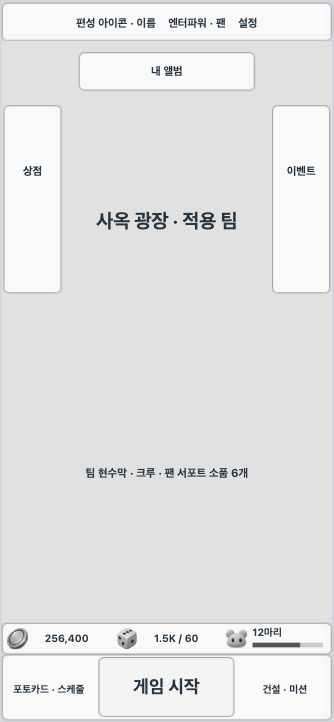 편성 아이콘 · 이름 엔터파워 · 팬 설정
내 앨범
상점
이벤트
사옥 광장 · 적용 팀
팀 현수막 · 크루 · 팬 서포트 소품 6개
256,400
1.5K / 60
12마리
포토카드 · 스케줄
게임 시작
건설 · 미션